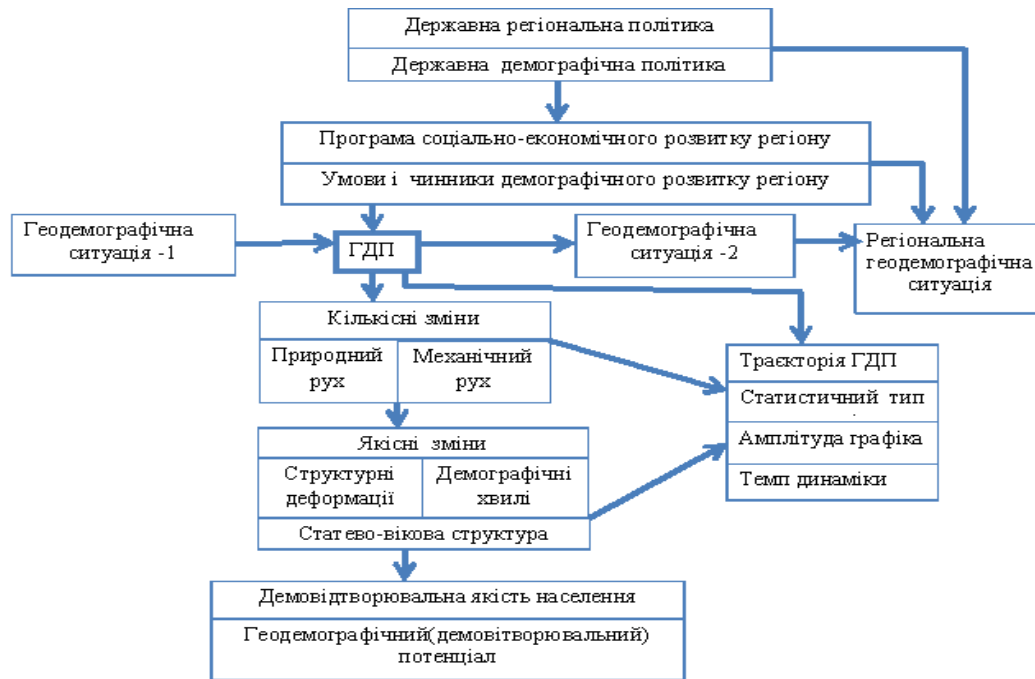 Державна регіональна політика
Державна демографічна політика
Програма соціально-економічного розвитку регіону
Умови і чинники демографічного розвитку регіону
Геодемографічна
ситуація -1
ГДП
Геодемографічна
ситуація -2
Регіональна
геодемографічна
ситуація
Кількісні зміни
Природний
рух
Механічний
рух
Траєкторія ГДП
Статистичний тип
Амплітуда графіка
Темп динаміки
Якісні зміни
Структурні
деформації
Демографічні
хвилі
Статево-вікова структура
Демовідтворювальна якість населення
Геодемографічний(демовітворювальний)
потенціал